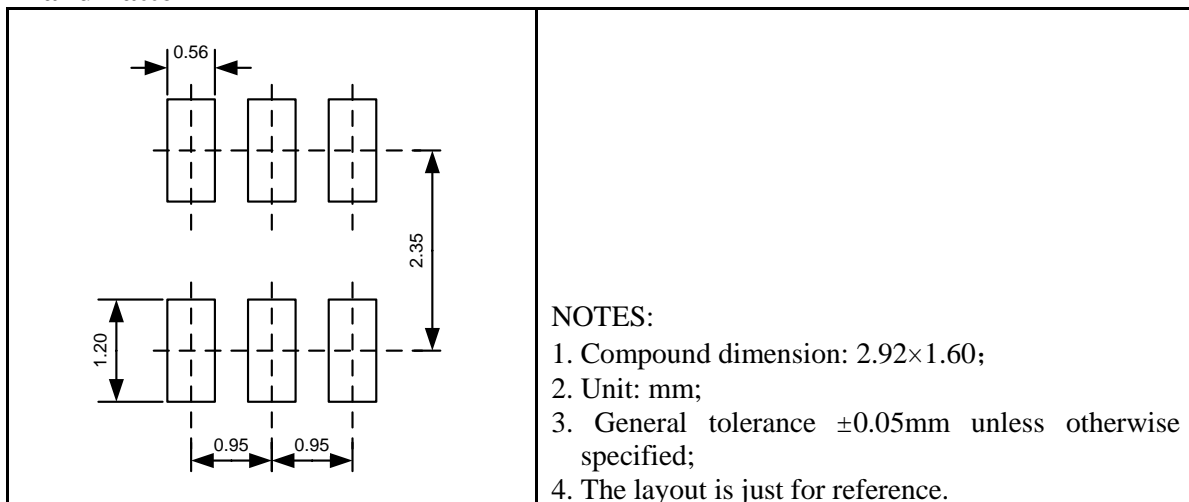 0.56
2.35
1.20
0.95 0.95
NOTES:
1. Compound dimension: 2.92×1.60；
2. Unit: mm;
3. General tolerance ±0.05mm unless otherwise
specified;
4. The layout is just for reference.